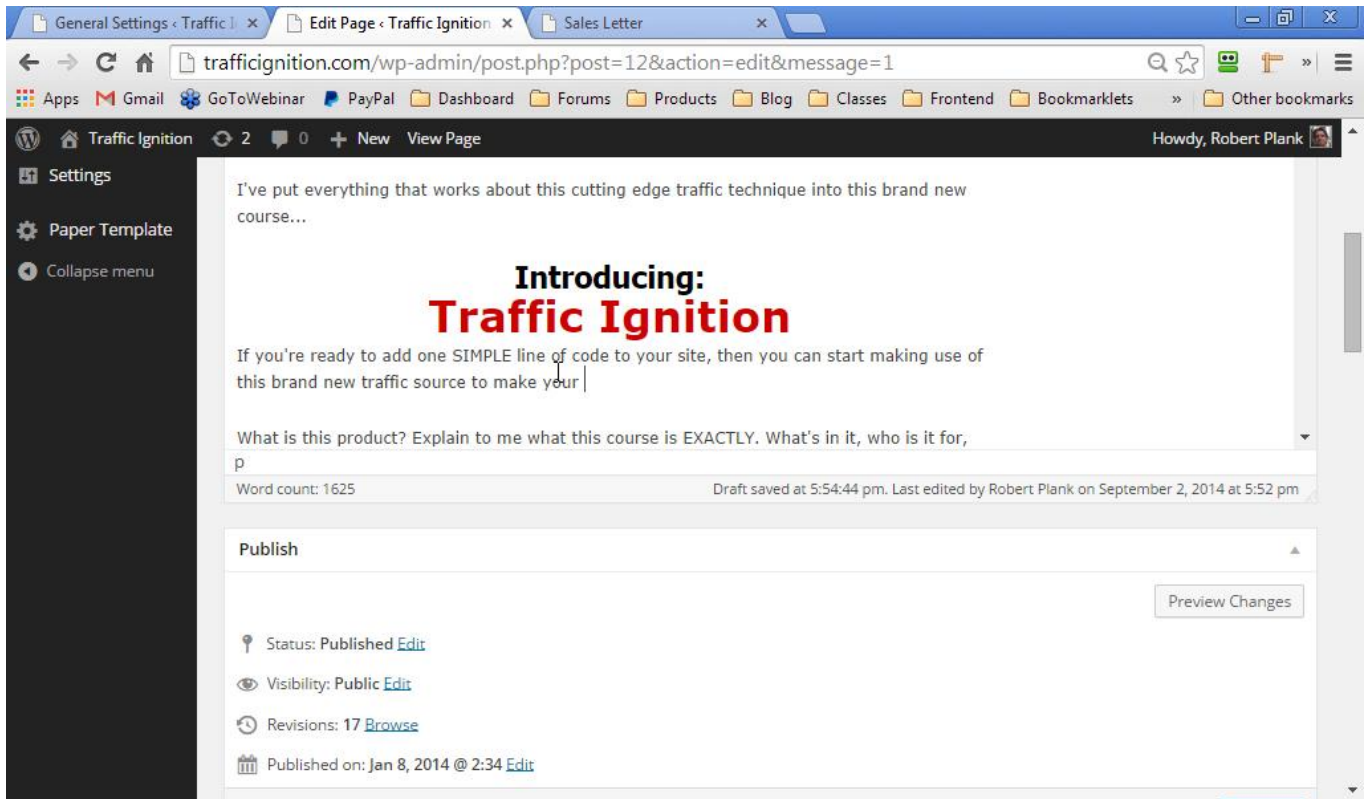 General Settings ‹ Traffic I
Edit Page ‹ Traffic Ignition
Sales Letter
trafficignition.com/wp-admin/post.php?post=12&action=edit&message=1
Apps Gmail GoToWebinar PayPal Dashboard Forums Products Blog Classes Frontend Bookmarklets » Other bookmarks
Traffic Ignition 2 0 + New View Page Howdy, Robert Plank
Settings
Paper Template
Collapse menu
I've put everything that works about this cutting edge traffic technique into this brand new
course...
Introducing:
Traffic Ignition
If you're ready to add one SIMPLE line of code to your site, then you can start making use of
this brand new traffic source to make your
What is this product? Explain to me what this course is EXACTLY. What's in it, who is it for,
p
Word count: 1625 Draft saved at 5:54:44 pm. Last edited by Robert Plank on September 2, 2014 at 5:52 pm
Publish
Preview Changes
Status: Published Edit
Visibility: Public Edit
Revisions: 17 Browse
Published on: Jan 8, 2014 @ 2:34 Edit